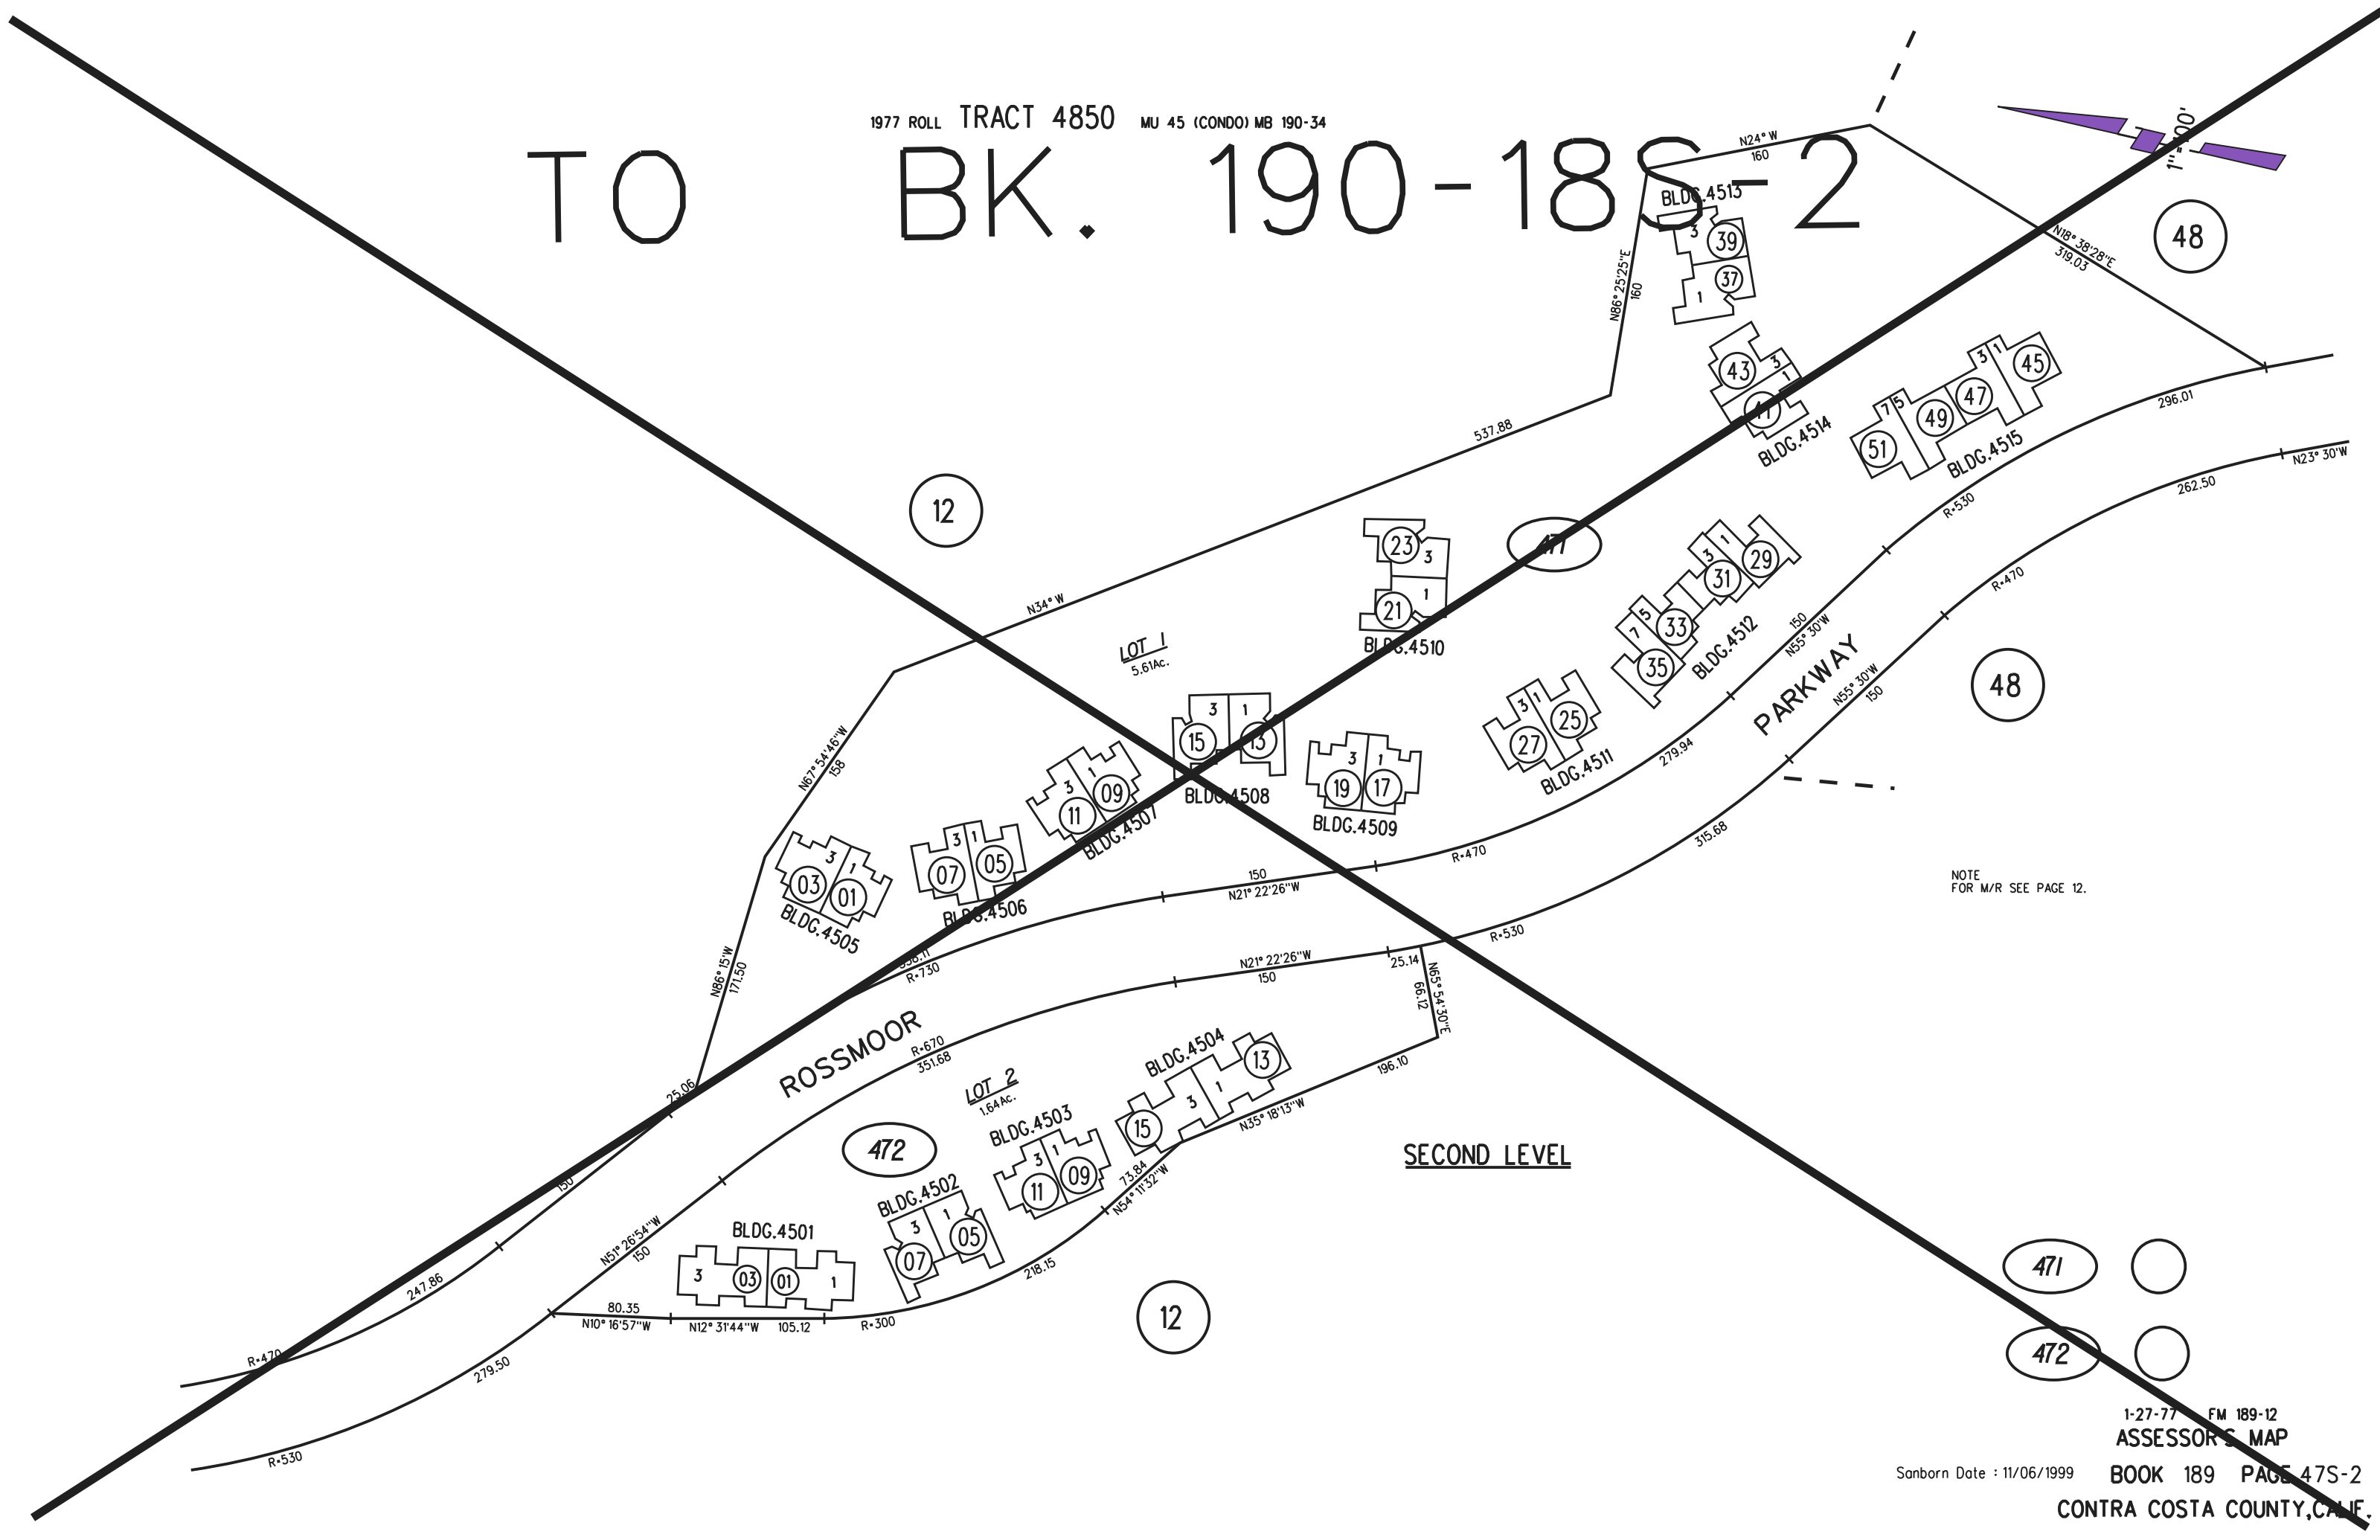 1977 ROLL TRACT 4850 MU 45 (CONDO) MB 190-34
TO BK. 190-18S-2
1"=100'
N24° W
160
BLDG.4513
3
39
37
1
N86° 25'25"E
160
N18° 38'28"E
319.03
48
43
3
1
41
BLDG.4514
51
7
5
49
47
3
1
45
BLDG.4515
296.01
N23° 30'W
262.50
R=530
R=470
537.88
N34° W
12
471
23
3
1
21
BLDG.4510
29
1
3
31
33
5
7
35
BLDG.4512
150
N55° 30'W
PARKWAY
N55° 30'W
150
48
LOT 1
5.61Ac.
N67° 54'46"W
158
3
1
15
13
BLDG.4508
3
1
11
09
BLDG.4507
3
1
07
05
BLDG.4506
3
1
03
01
BLDG.4505
3
1
19
17
BLDG.4509
3
1
27
25
BLDG.4511
279.94
R=470
315.68
R=530
NOTE
FOR M/R SEE PAGE 12.
150
N21° 22'26"W
R=730
N86° 15'W
171.50
N21° 22'26"W
150
25.14
N65° 54'30"E
66.12
ROSSMOOR
R=670
351.68
25.06
150
LOT 2
1.64Ac.
472
BLDG.4504
13
1
3
15
196.10
N35° 18'13"W
BLDG.4503
3
1
11
09
73.84
N54° 11'32"W
BLDG.4502
3
1
07
05
BLDG.4501
3
03
01
1
218.15
R=300
N51° 26'54"W
150
80.35
N10° 16'57"W
N12° 31'44"W 105.12
247.86
R=470
279.50
R=530
12
SECOND LEVEL
471
472
1-27-77 FM 189-12
ASSESSOR'S MAP
Sanborn Date : 11/06/1999 BOOK 189 PAGE 47S-2
CONTRA COSTA COUNTY,CALIF.